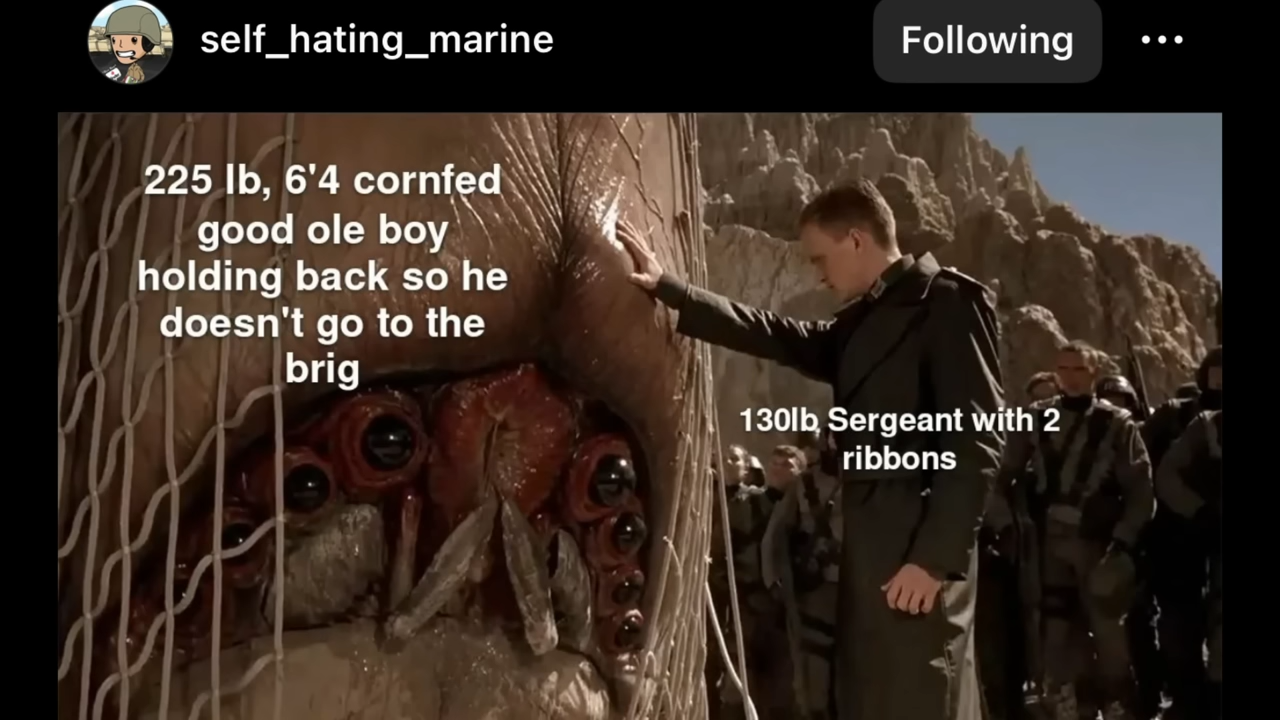 self_hating_marine
Following
225 lb, 6'4 cornfed
good ole boy
holding back so he
doesn't go to the
brig
130lb Sergeant with 2
ribbons